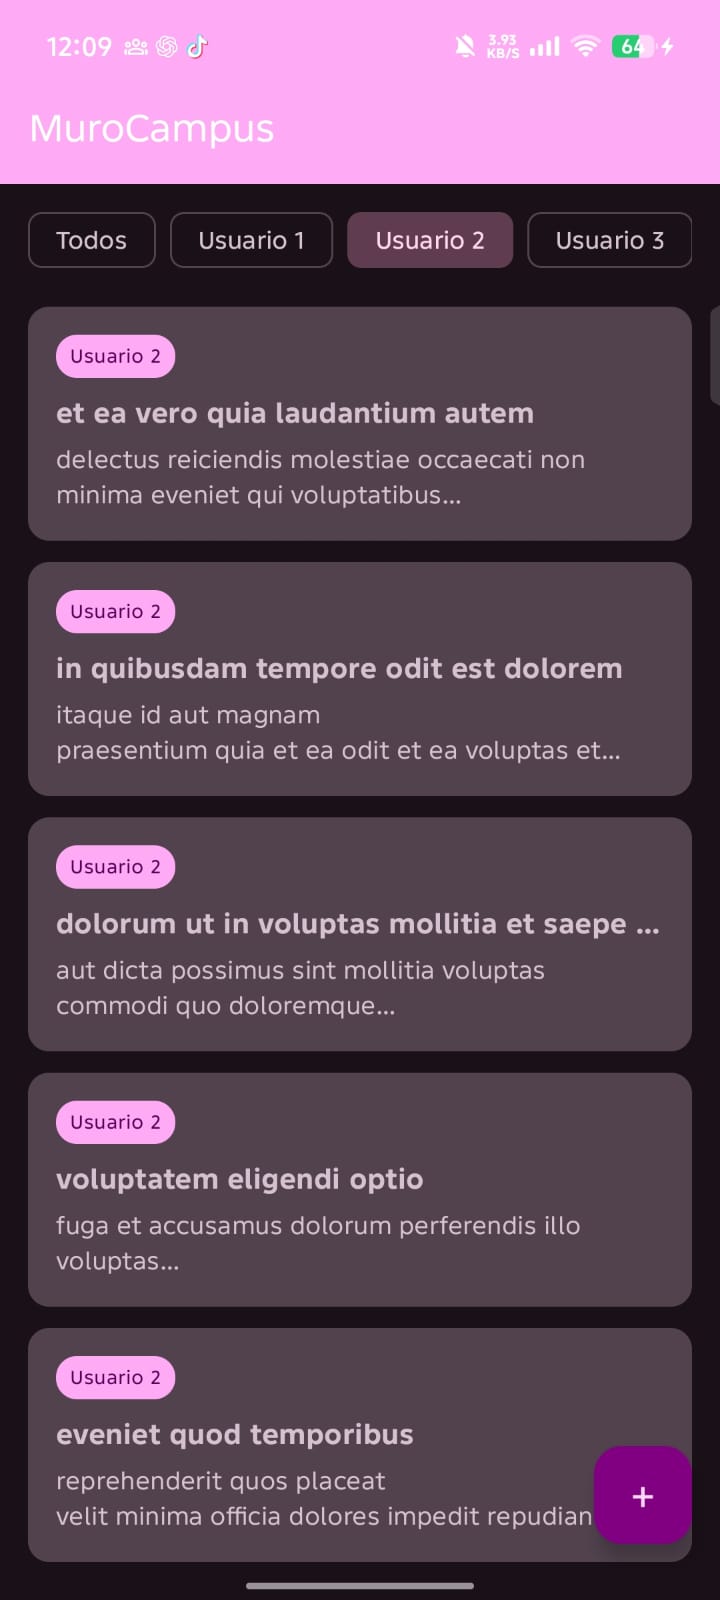 12:09
3.93
KB/S
64
MuroCampus
Todos
Usuario 1
Usuario 2
Usuario 3
Usuario 2
et ea vero quia laudantium autem
delectus reiciendis molestiae occaecati non
minima eveniet qui voluptatibus...
Usuario 2
in quibusdam tempore odit est dolorem
itaque id aut magnam
praesentium quia et ea odit et ea voluptas et...
Usuario 2
dolorum ut in voluptas mollitia et saepe ...
aut dicta possimus sint mollitia voluptas
commodi quo doloremque...
Usuario 2
voluptatem eligendi optio
fuga et accusamus dolorum perferendis illo
voluptas...
Usuario 2
eveniet quod temporibus
reprehenderit quos placeat
velit minima officia dolores impedit repudian
+